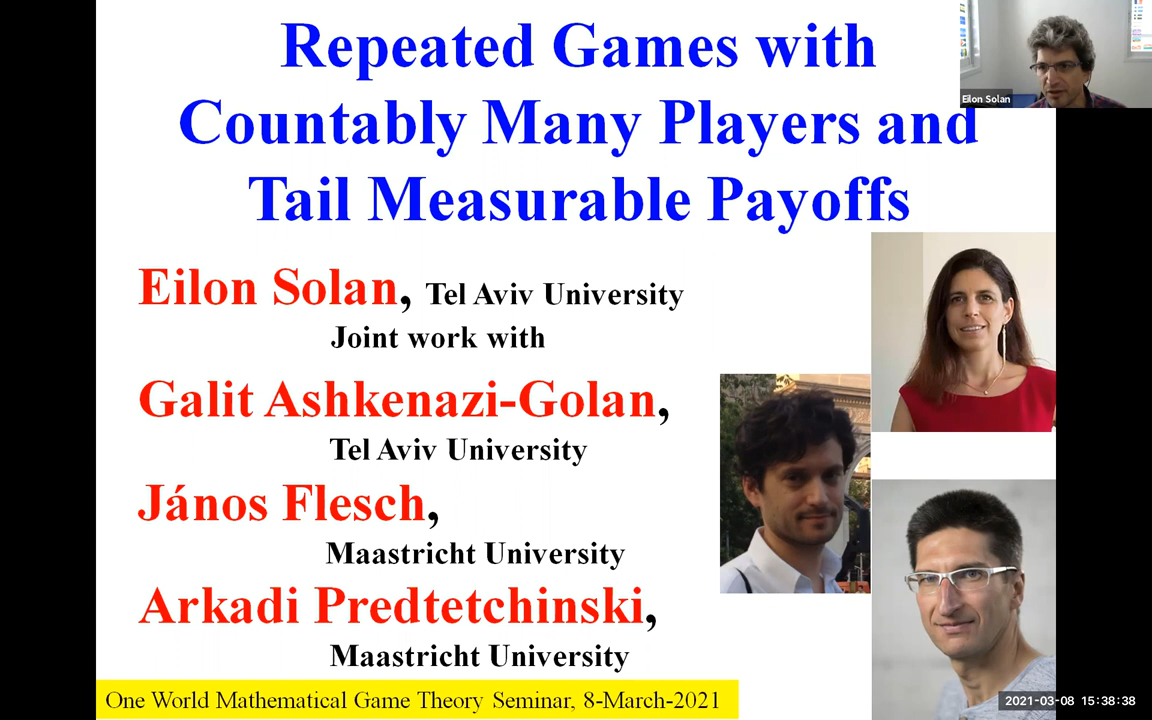 Repeated Games with
Countably Many Players and
Tail Measurable Payoffs
Eilon Solan
Eilon Solan, Tel Aviv University
Joint work with
Galit Ashkenazi-Golan,
Tel Aviv University
János Flesch,
Maastricht University
Arkadi Predtetchinski,
Maastricht University
One World Mathematical Game Theory Seminar, 8-March-2021
2021-03-08 15:38:38